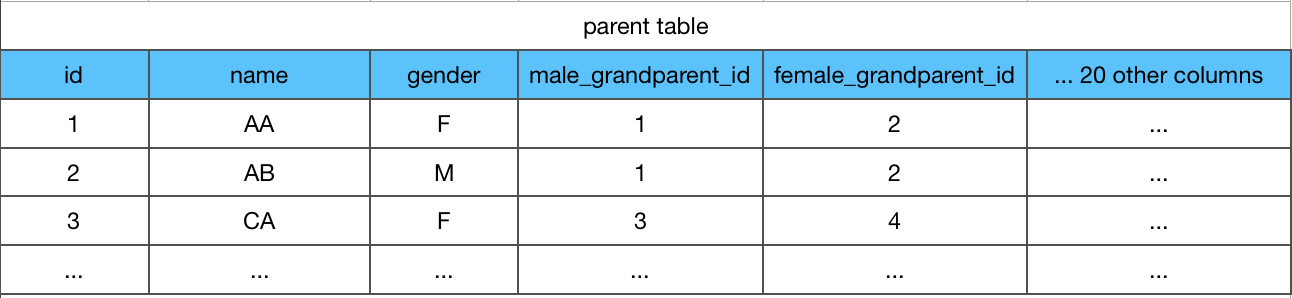 parent table
id name gender male_grandparent_id female_grandparent_id ... 20 other columns
1 AA F 1 2 ...
2 AB M 1 2 ...
3 CA F 3 4 ...
... ... ... ... ... ...